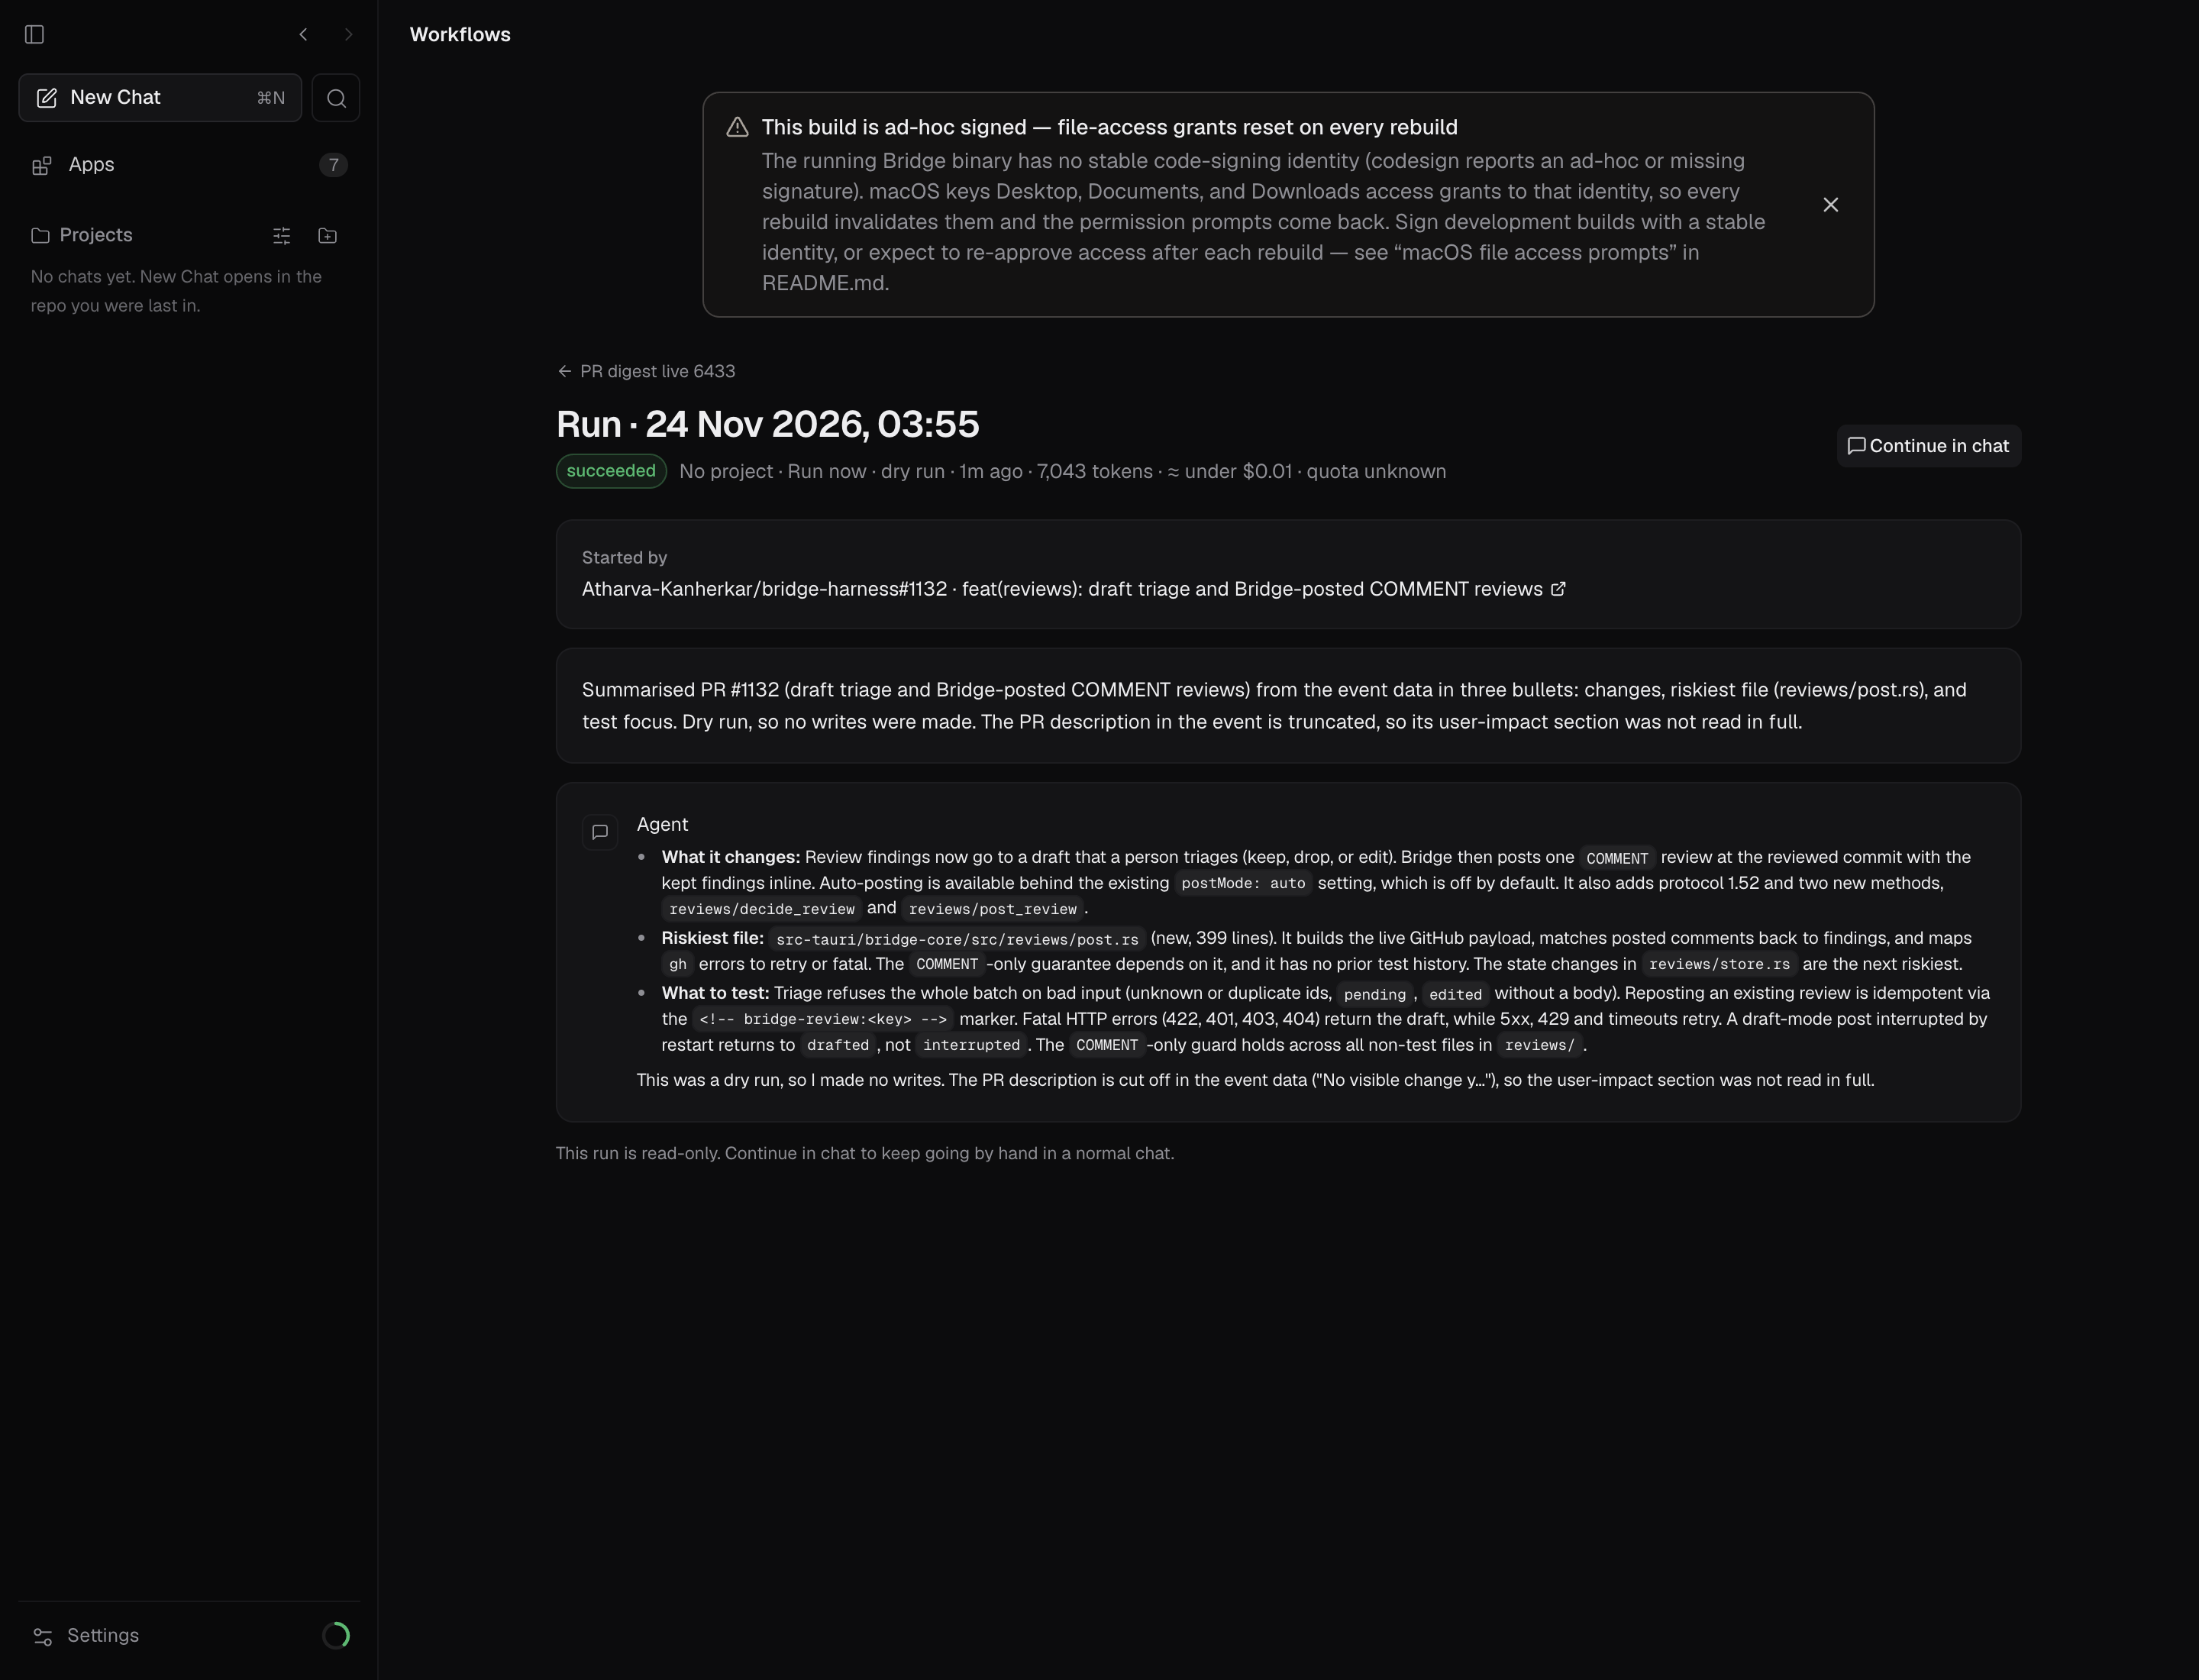 Workflows
New Chat ⌘N
Apps 7
Projects
No chats yet. New Chat opens in the
repo you were last in.
This build is ad-hoc signed — file-access grants reset on every rebuild
The running Bridge binary has no stable code-signing identity (codesign reports an ad-hoc or missing
signature). macOS keys Desktop, Documents, and Downloads access grants to that identity, so every
rebuild invalidates them and the permission prompts come back. Sign development builds with a stable
identity, or expect to re-approve access after each rebuild — see “macOS file access prompts” in
README.md.
← PR digest live 6433
Run · 24 Nov 2026, 03:55
Continue in chat
succeeded No project · Run now · dry run · 1m ago · 7,043 tokens · ≈ under $0.01 · quota unknown
Started by
Atharva-Kanherkar/bridge-harness#1132 · feat(reviews): draft triage and Bridge-posted COMMENT reviews
Summarised PR #1132 (draft triage and Bridge-posted COMMENT reviews) from the event data in three bullets: changes, riskiest file (reviews/post.rs), and
test focus. Dry run, so no writes were made. The PR description in the event is truncated, so its user-impact section was not read in full.
Agent
• What it changes: Review findings now go to a draft that a person triages (keep, drop, or edit). Bridge then posts one COMMENT review at the reviewed commit with the
kept findings inline. Auto-posting is available behind the existing postMode: auto setting, which is off by default. It also adds protocol 1.52 and two new methods,
reviews/decide_review and reviews/post_review.
• Riskiest file: src-tauri/bridge-core/src/reviews/post.rs (new, 399 lines). It builds the live GitHub payload, matches posted comments back to findings, and maps
gh errors to retry or fatal. The COMMENT-only guarantee depends on it, and it has no prior test history. The state changes in reviews/store.rs are the next riskiest.
• What to test: Triage refuses the whole batch on bad input (unknown or duplicate ids, pending, edited without a body). Reposting an existing review is idempotent via
the <!-- bridge-review:<key> --> marker. Fatal HTTP errors (422, 401, 403, 404) return the draft, while 5xx, 429 and timeouts retry. A draft-mode post interrupted by
restart returns to drafted, not interrupted. The COMMENT-only guard holds across all non-test files in reviews/.
This was a dry run, so I made no writes. The PR description is cut off in the event data ("No visible change y…"), so the user-impact section was not read in full.
This run is read-only. Continue in chat to keep going by hand in a normal chat.
Settings